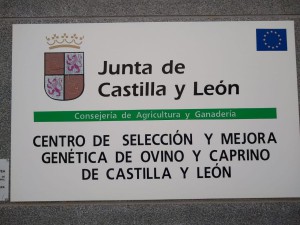 Junta de
Castilla y León
Consejería de Agricultura y Ganadería
CENTRO DE SELECCIÓN Y MEJORA
GENÉTICA DE OVINO Y CAPRINO
DE CASTILLA Y LEÓN